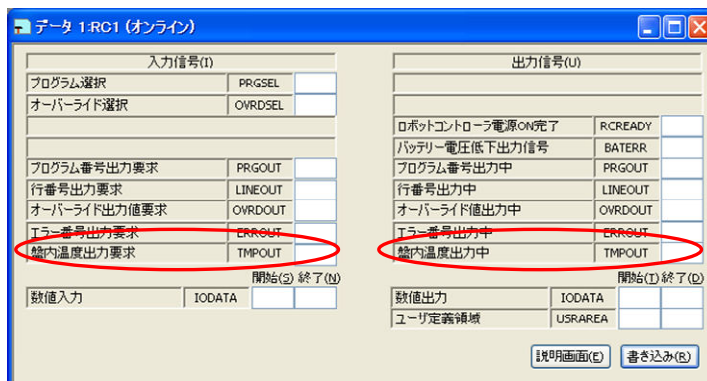 データ 1:RC1 (オンライン)
入力信号(I)
プログラム選択 PRGSEL
オーバーライド選択 OVRDSEL
プログラム番号出力要求 PRGOUT
行番号出力要求 LINEOUT
オーバーライド出力値要求 OVRDOUT
エラー番号出力要求 ERROUT
盤内温度出力要求 TMPOUT
開始(S) 終了(N)
数値入力 IODATA
出力信号(U)
ロボットコントローラ電源ON完了 RCREADY
バッテリー電圧低下出力信号 BATERR
プログラム番号出力中 PRGOUT
行番号出力中 LINEOUT
オーバーライド値出力中 OVRDOUT
エラー番号出力中 ERROUT
盤内温度出力中 TMPOUT
開始(T) 終了(D)
数値出力 IODATA
ユーザ定義領域 USRAREA
説明画面(E) 書き込み(R)